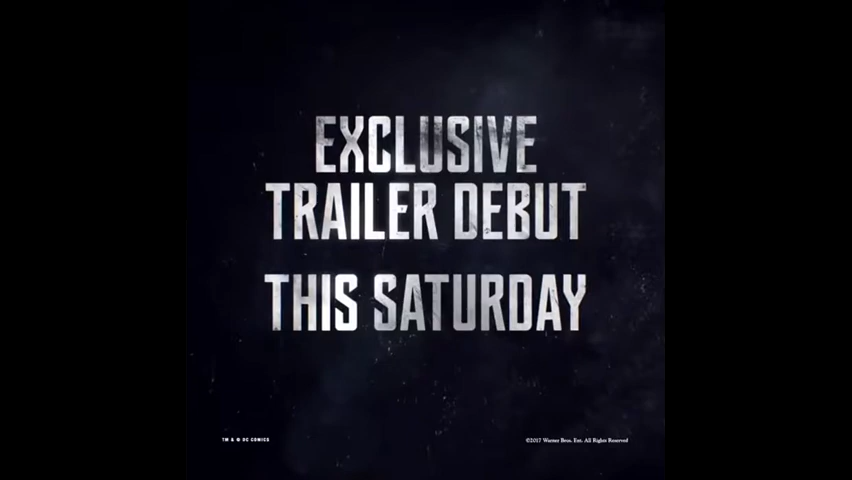 EXCLUSIVE
TRAILER DEBUT
THIS SATURDAY
TM & © DC COMICS
©2017 Warner Bros. Ent. All Rights Reserved